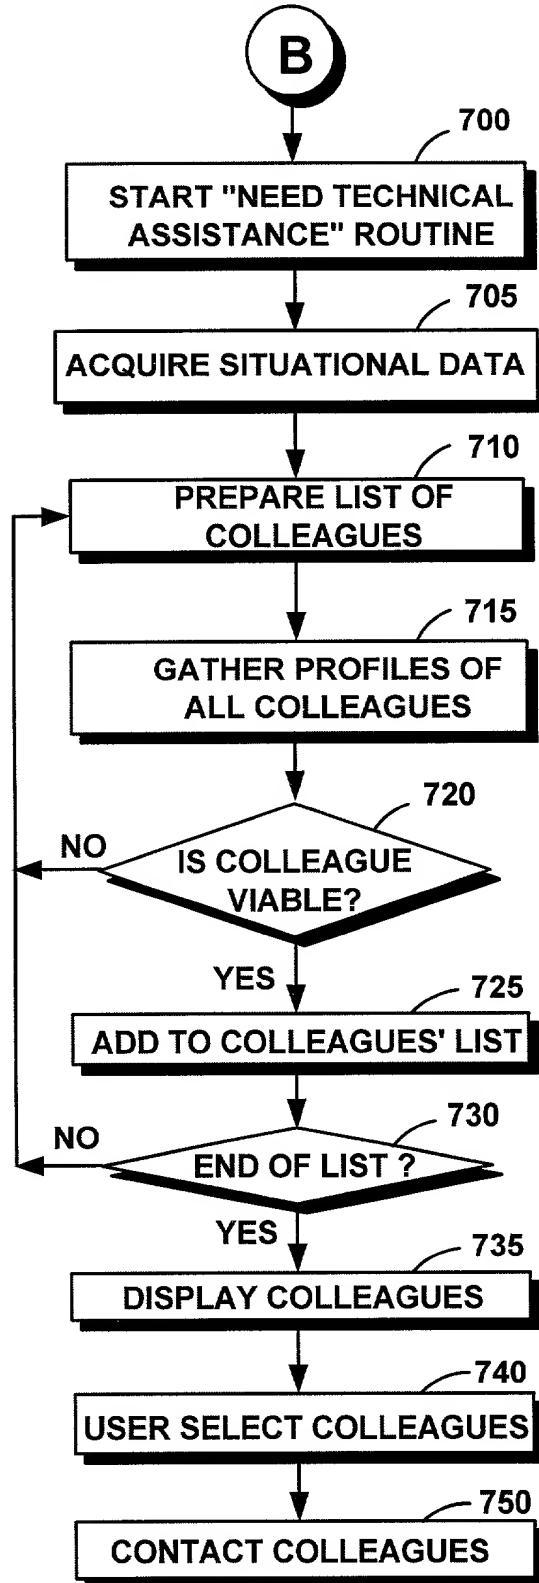 B
700
START "NEED TECHNICAL
ASSISTANCE" ROUTINE
705
ACQUIRE SITUATIONAL DATA
710
PREPARE LIST OF
COLLEAGUES
715
GATHER PROFILES OF
ALL COLLEAGUES
720
NO
IS COLLEAGUE
VIABLE?
YES
725
ADD TO COLLEAGUES' LIST
730
NO
END OF LIST ?
YES
735
DISPLAY COLLEAGUES
740
USER SELECT COLLEAGUES
750
CONTACT COLLEAGUES